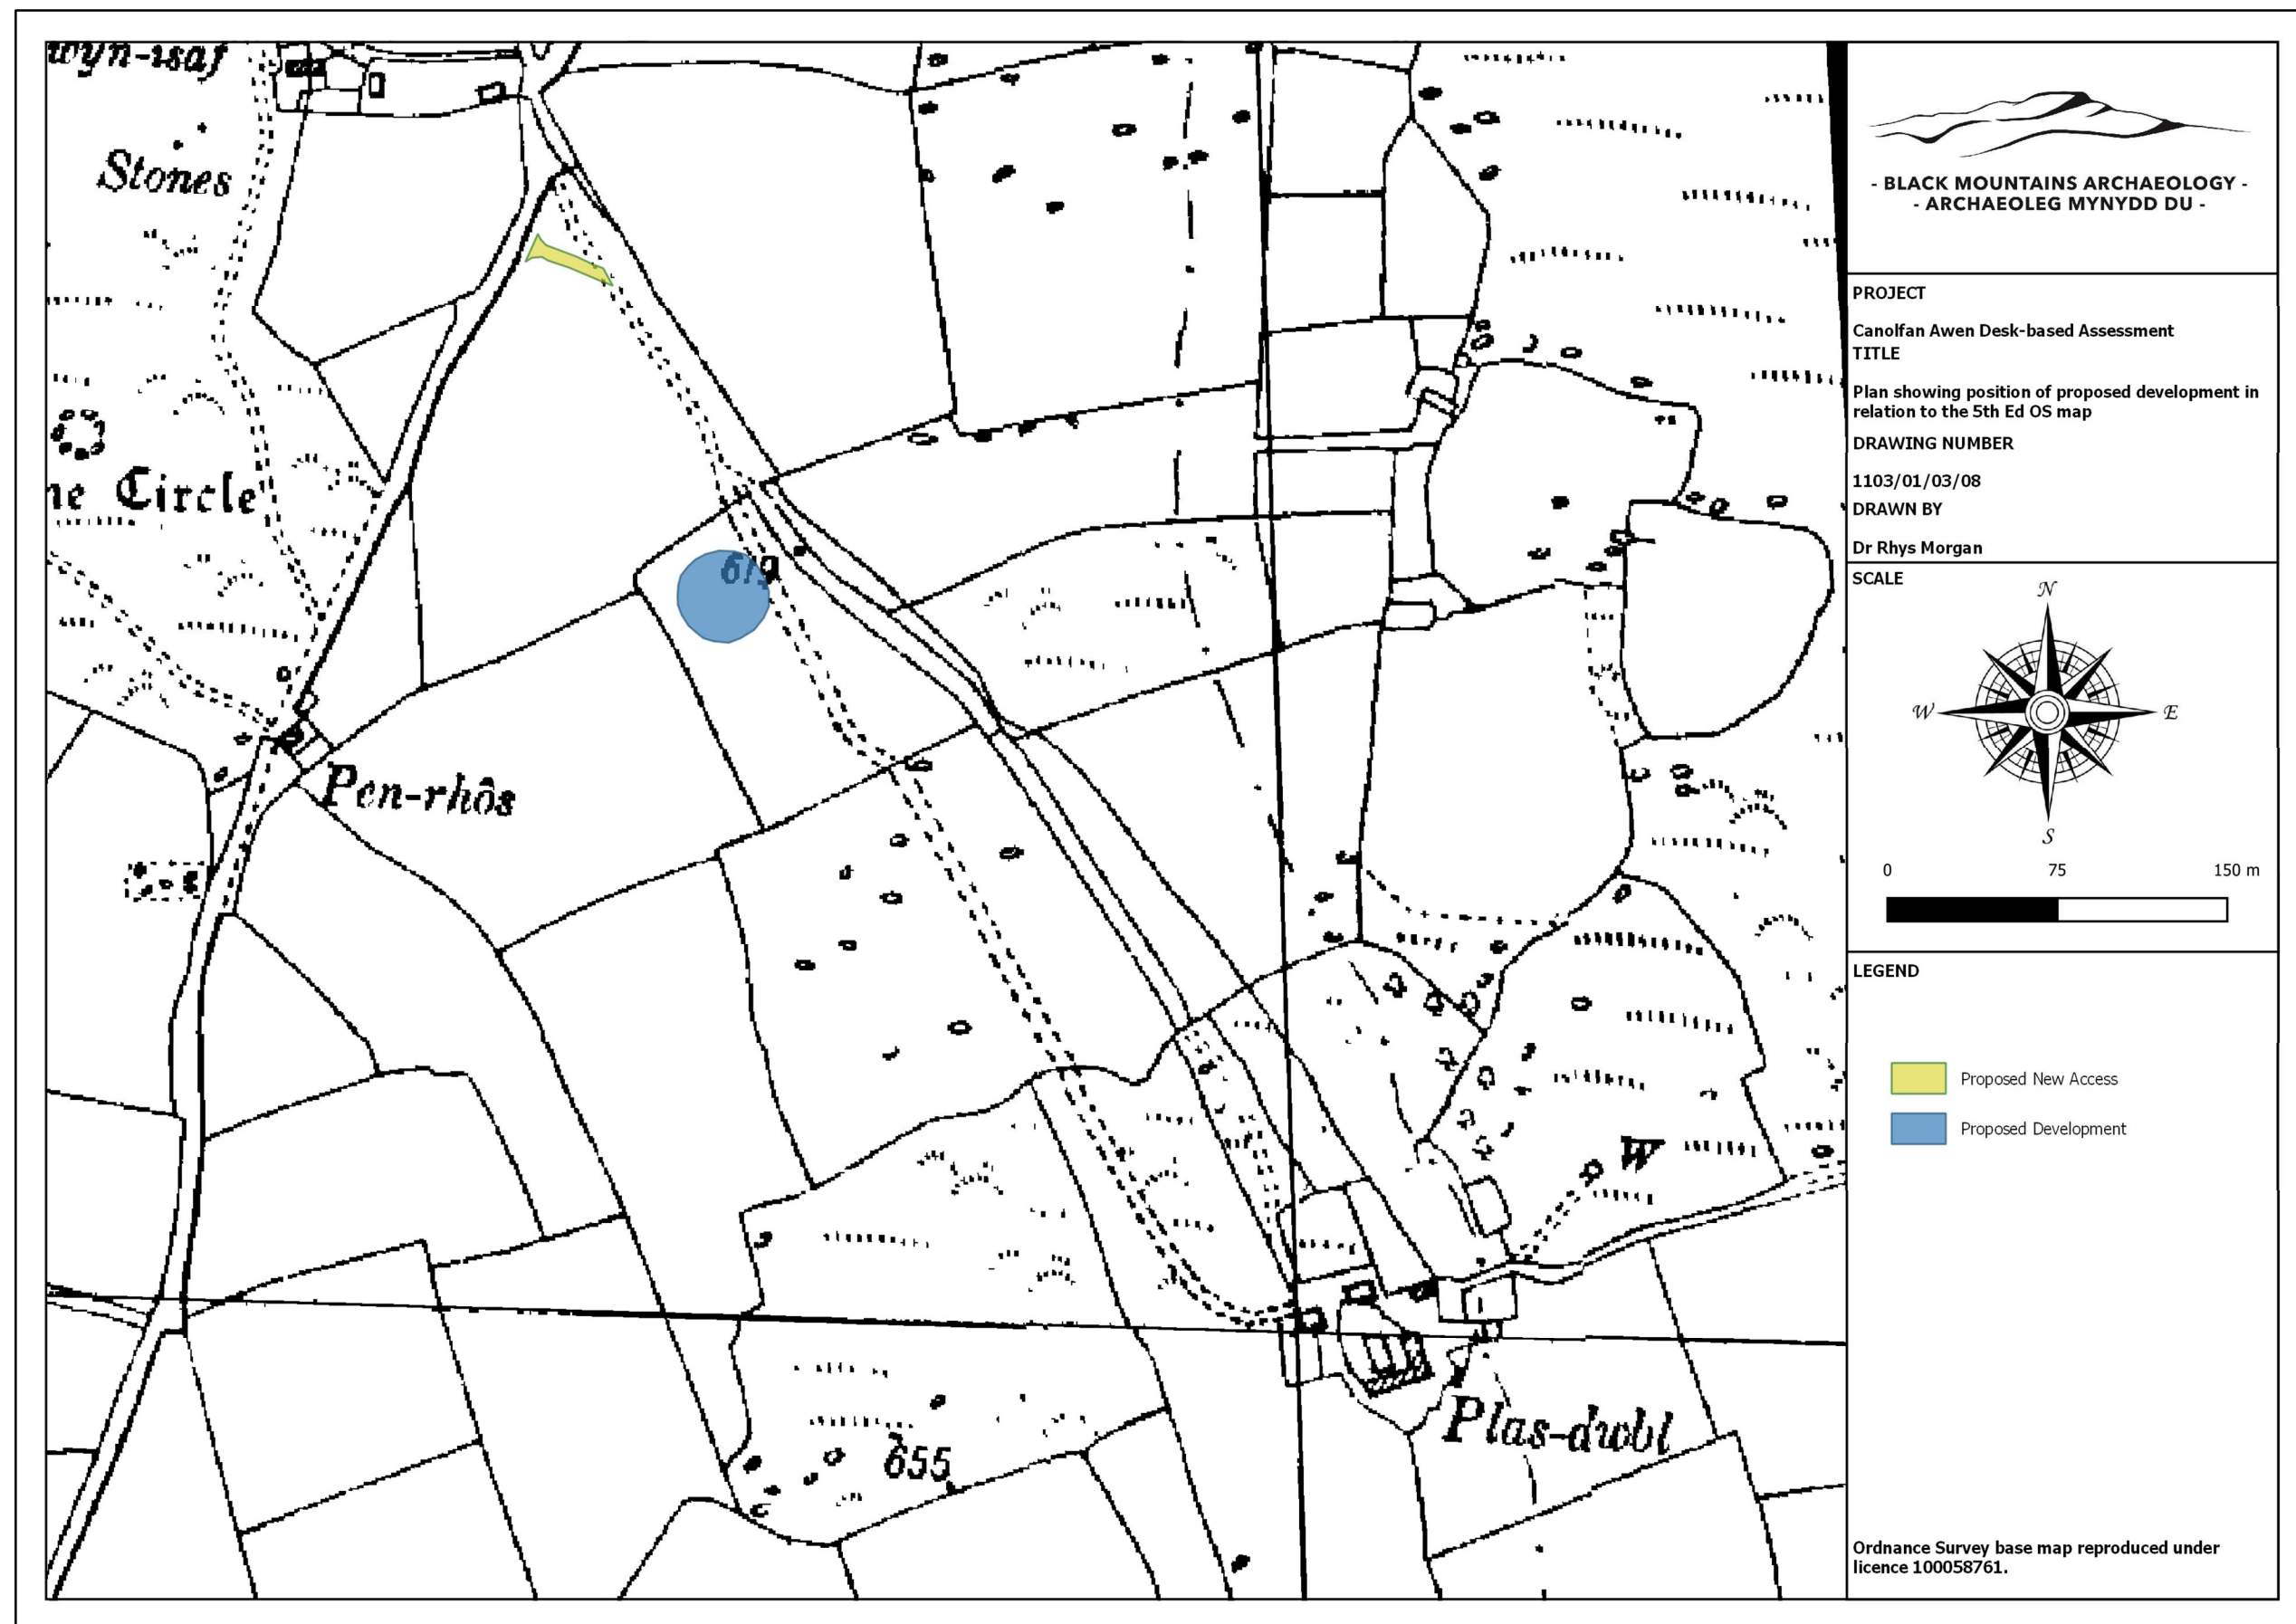 wyn-isaf
Stones
ne Circle
619
Pen-rhôs
W
Plas-dwbl
655
- BLACK MOUNTAINS ARCHAEOLOGY -
- ARCHAEOLEG MYNYDD DU -
PROJECT
Canolfan Awen Desk-based Assessment
TITLE
Plan showing position of proposed development in
relation to the 5th Ed OS map
DRAWING NUMBER
1103/01/03/08
DRAWN BY
Dr Rhys Morgan
SCALE
N
W E
S
0 75 150 m
LEGEND
Proposed New Access
Proposed Development
Ordnance Survey base map reproduced under
licence 100058761.